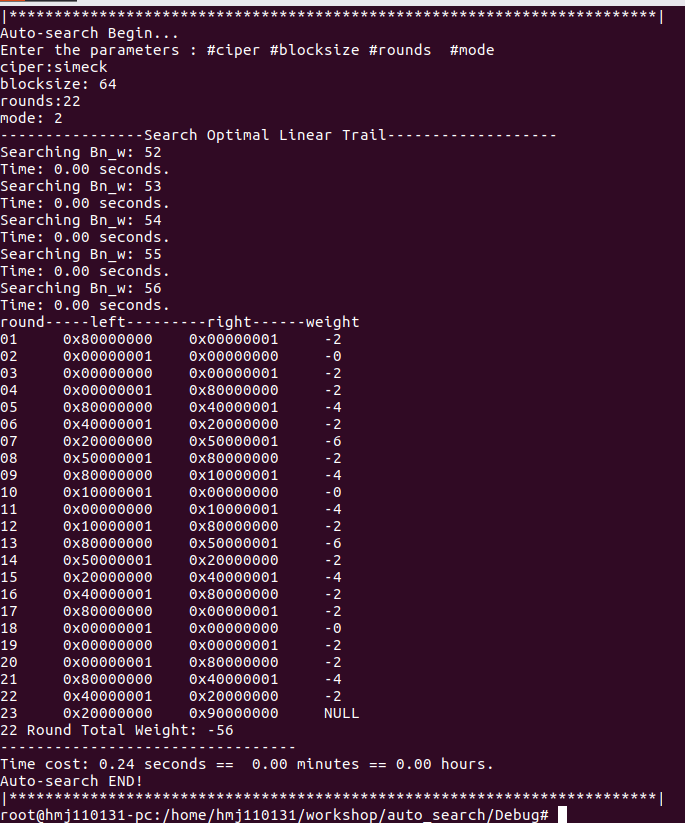 |************************************************************************|
Auto-search Begin...
Enter the parameters : #ciper #blocksize #rounds  #mode
ciper:simeck
blocksize: 64
rounds:22
mode: 2
----------------Search Optimal Linear Trail-------------------
Searching Bn_w: 52
Time: 0.00 seconds.
Searching Bn_w: 53
Time: 0.00 seconds.
Searching Bn_w: 54
Time: 0.00 seconds.
Searching Bn_w: 55
Time: 0.00 seconds.
Searching Bn_w: 56
Time: 0.00 seconds.
round-----left---------right------weight
01     0x80000000    0x00000001     -2
02     0x00000001    0x00000000     -0
03     0x00000000    0x00000001     -2
04     0x00000001    0x80000000     -2
05     0x80000000    0x40000001     -4
06     0x40000001    0x20000000     -2
07     0x20000000    0x50000001     -6
08     0x50000001    0x80000000     -2
09     0x80000000    0x10000001     -4
10     0x10000001    0x00000000     -0
11     0x00000000    0x10000001     -4
12     0x10000001    0x80000000     -2
13     0x80000000    0x50000001     -6
14     0x50000001    0x20000000     -2
15     0x20000000    0x40000001     -4
16     0x40000001    0x80000000     -2
17     0x80000000    0x00000001     -2
18     0x00000001    0x00000000     -0
19     0x00000000    0x00000001     -2
20     0x00000001    0x80000000     -2
21     0x80000000    0x40000001     -4
22     0x40000001    0x20000000     -2
23     0x20000000    0x90000000     NULL
22 Round Total Weight: -56
---------------------------------
Time cost: 0.24 seconds ==  0.00 minutes == 0.00 hours.
Auto-search END!
|************************************************************************|
root@hmj110131-pc:/home/hmj110131/workshop/auto_search/Debug#